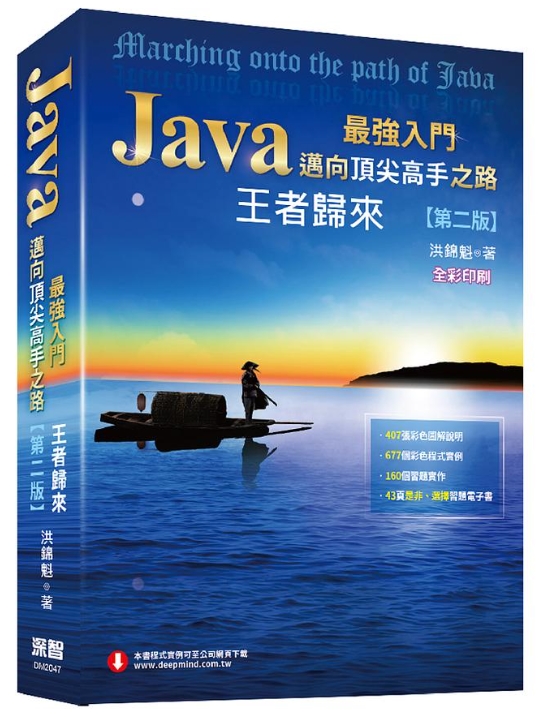 Marching onto the path of Java
Java
最強入門
邁向頂尖高手之路
王者歸來
【第二版】
洪錦魁◎著
全彩印刷
·407張彩色圖解說明
·677個彩色程式實例
·160個習題實作
·43頁是非、選擇習題電子書
本書程式實例可至公司網頁下載
www.deepmind.com.tw
Java
最強入門
邁向頂尖高手之路
王者歸來
【第二版】
洪錦魁◎著
深智
DM2047